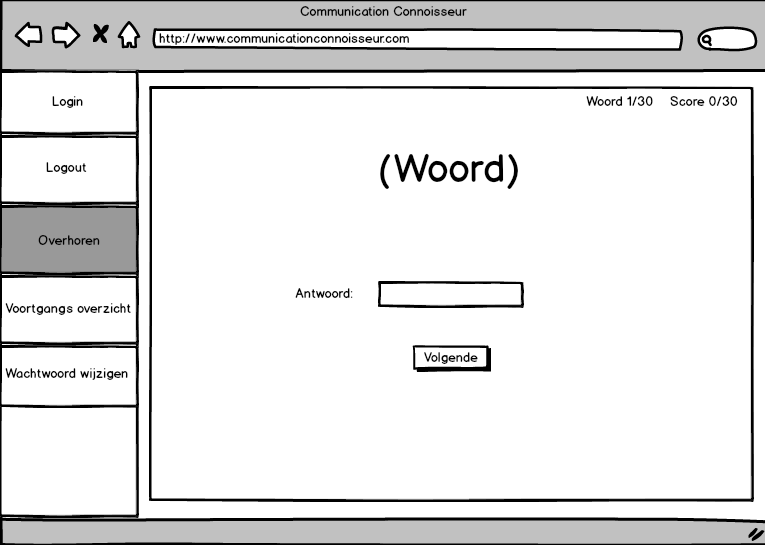 Communication Connoisseur
http://www.communicationconnoisseur.com
Login
Logout
Overhoren
Voortgangs overzicht
Wachtwoord wijzigen
Woord 1/30 Score 0/30
(Woord)
Antwoord:
Volgende